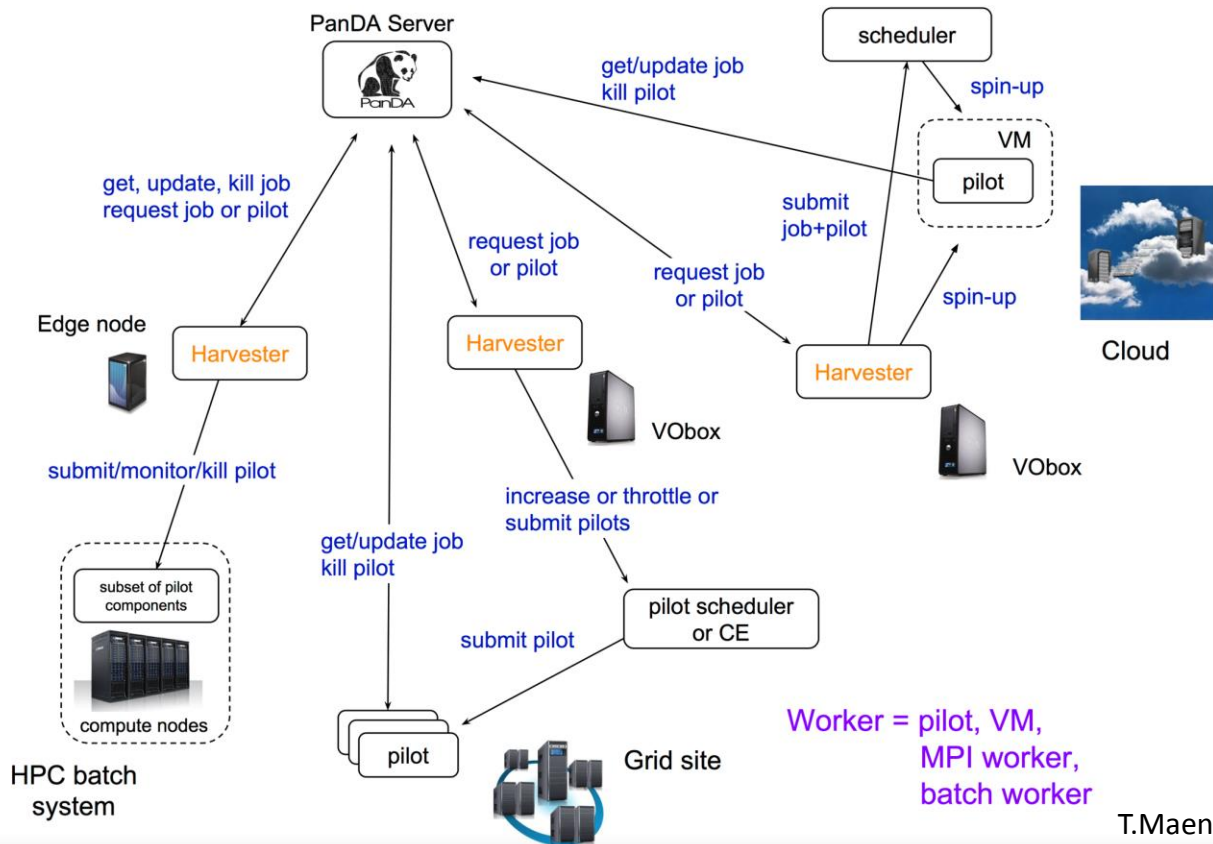 PanDA Server
PanDA
scheduler
get/update job
kill pilot
spin-up
VM
pilot
get, update, kill job
request job or pilot
submit
job+pilot
request job
or pilot
request job
or pilot
spin-up
Edge node
Harvester
Harvester
Harvester
Cloud
VObox
VObox
submit/monitor/kill pilot
increase or throttle or
submit pilots
get/update job
kill pilot
subset of pilot
components
pilot scheduler
or CE
submit pilot
compute nodes
pilot
Grid site
Worker = pilot, VM,
MPI worker,
batch worker
HPC batch
system
T.Maen